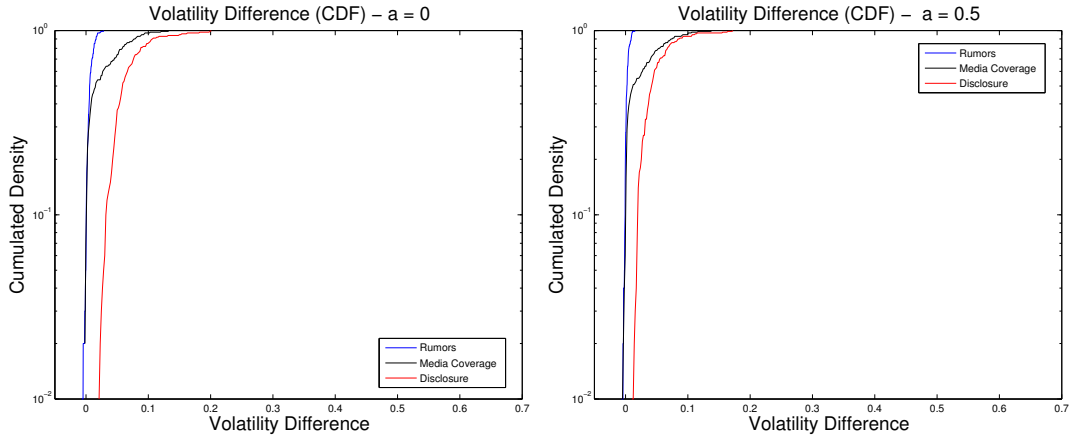 Volatility Difference (CDF) – a = 0
10^0
10^-1
10^-2
Cumulated Density
Rumors
Media Coverage
Disclosure
0 0.1 0.2 0.3 0.4 0.5 0.6 0.7
Volatility Difference
Volatility Difference (CDF) – a = 0.5
10^0
10^-1
10^-2
Cumulated Density
Rumors
Media Coverage
Disclosure
0 0.1 0.2 0.3 0.4 0.5 0.6 0.7
Volatility Difference